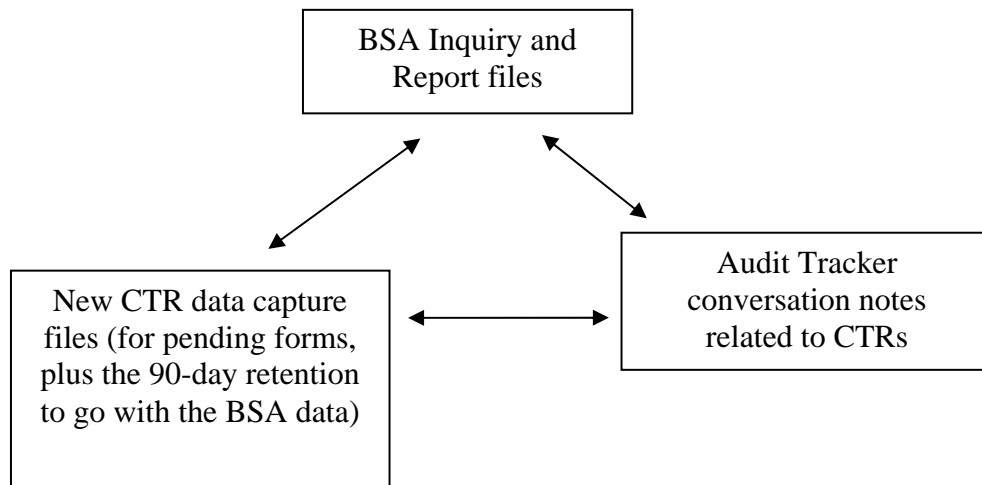 BSA Inquiry and
Report files
Audit Tracker
conversation notes
related to CTRs
New CTR data capture
files (for pending forms,
plus the 90-day retention
to go with the BSA data)